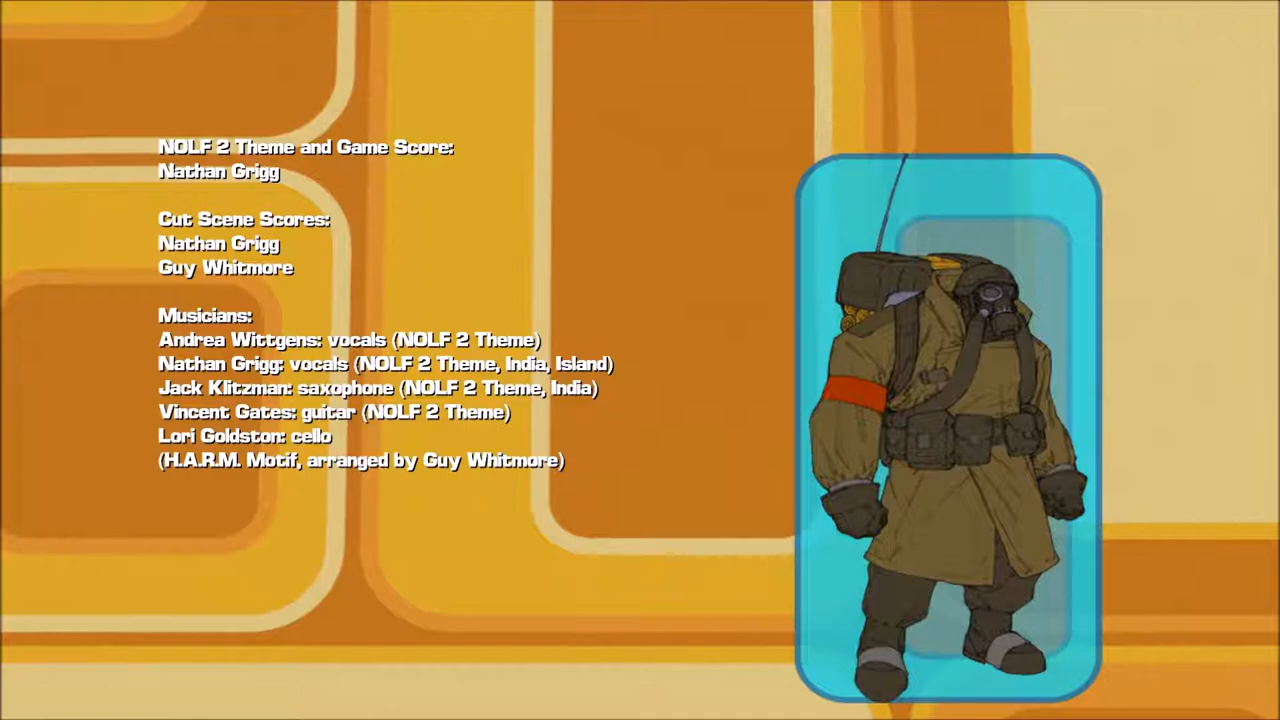 NOLF 2 Theme and Game Score:
Nathan Grigg
Cut Scene Scores:
Nathan Grigg
Guy Whitmore
Musicians:
Andrea Wittgens: vocals (NOLF 2 Theme)
Nathan Grigg: vocals (NOLF 2 Theme, India, Island)
Jack Klitzman: saxophone (NOLF 2 Theme, India)
Vincent Gates: guitar (NOLF 2 Theme)
Lori Goldston: cello
(H.A.R.M. Motif, arranged by Guy Whitmore)